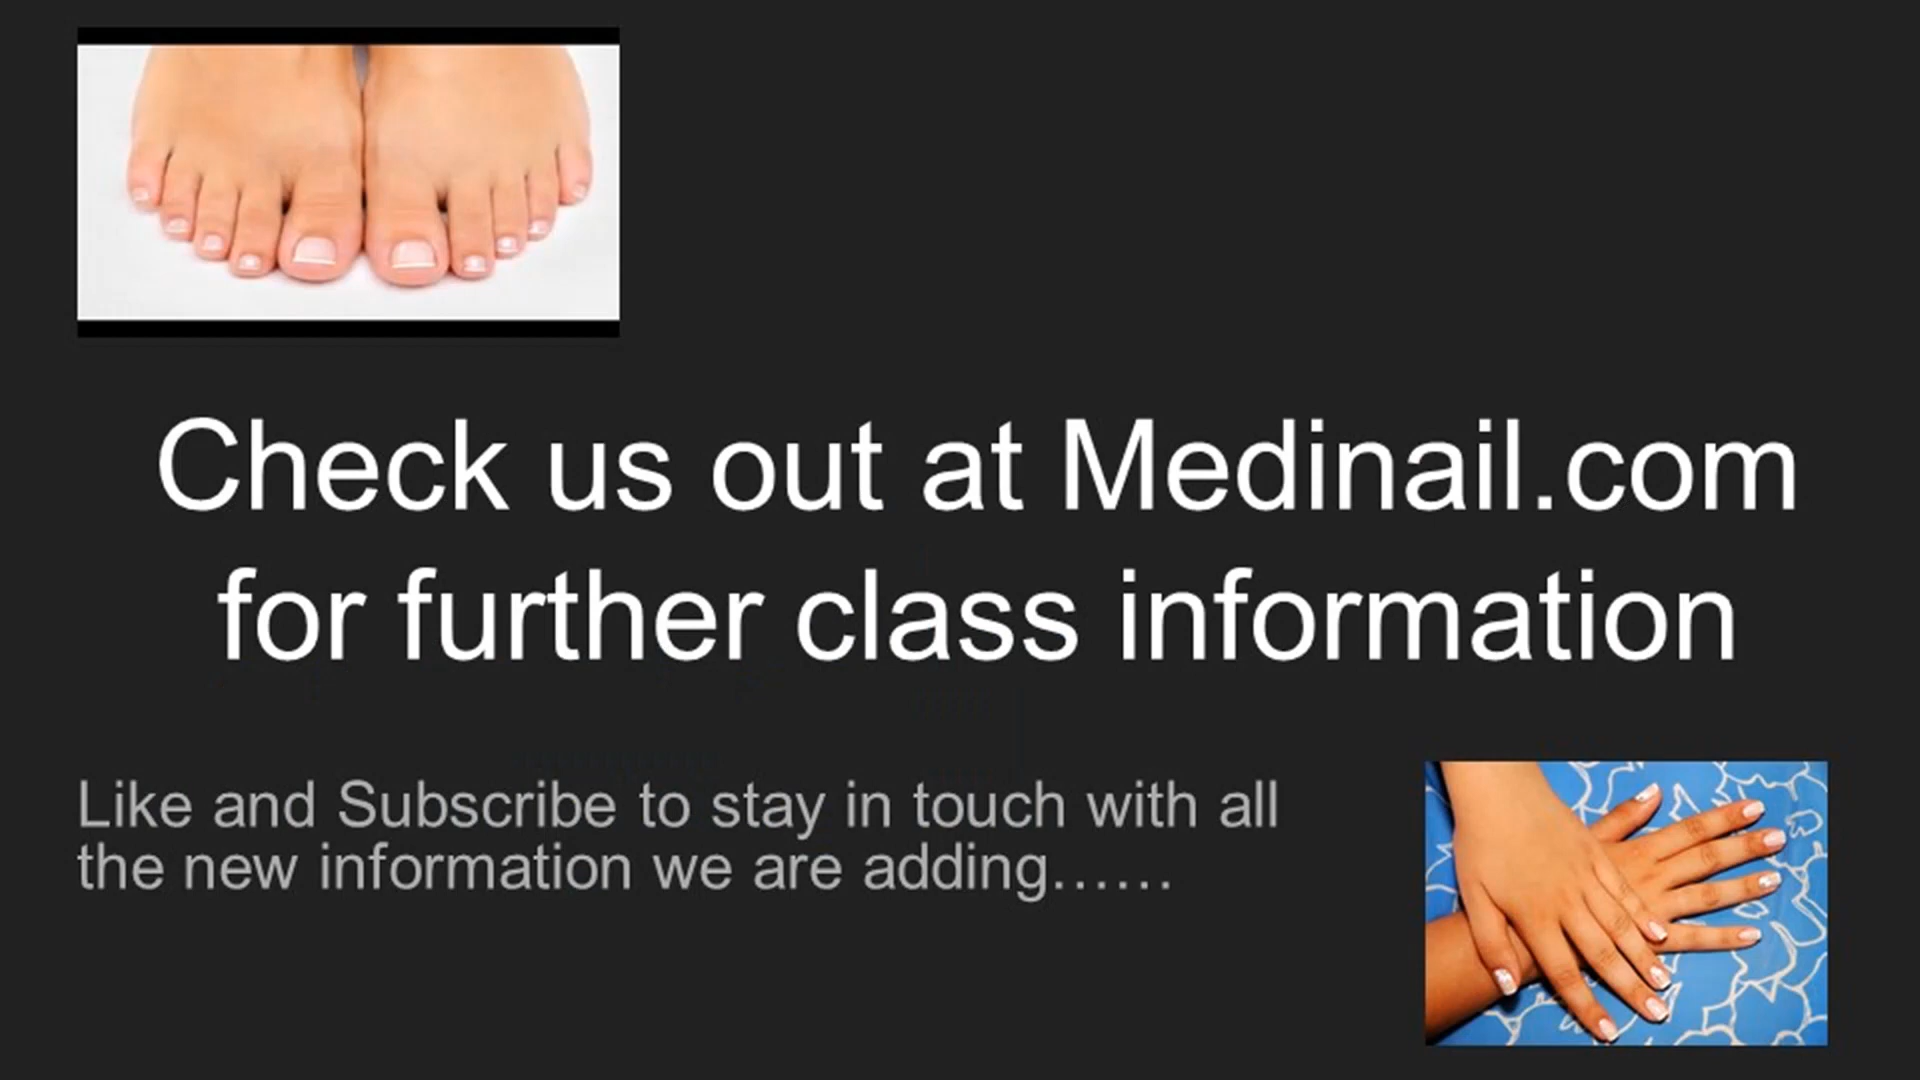 Check us out at Medinail.com
for further class information
Like and Subscribe to stay in touch with all
the new information we are adding……